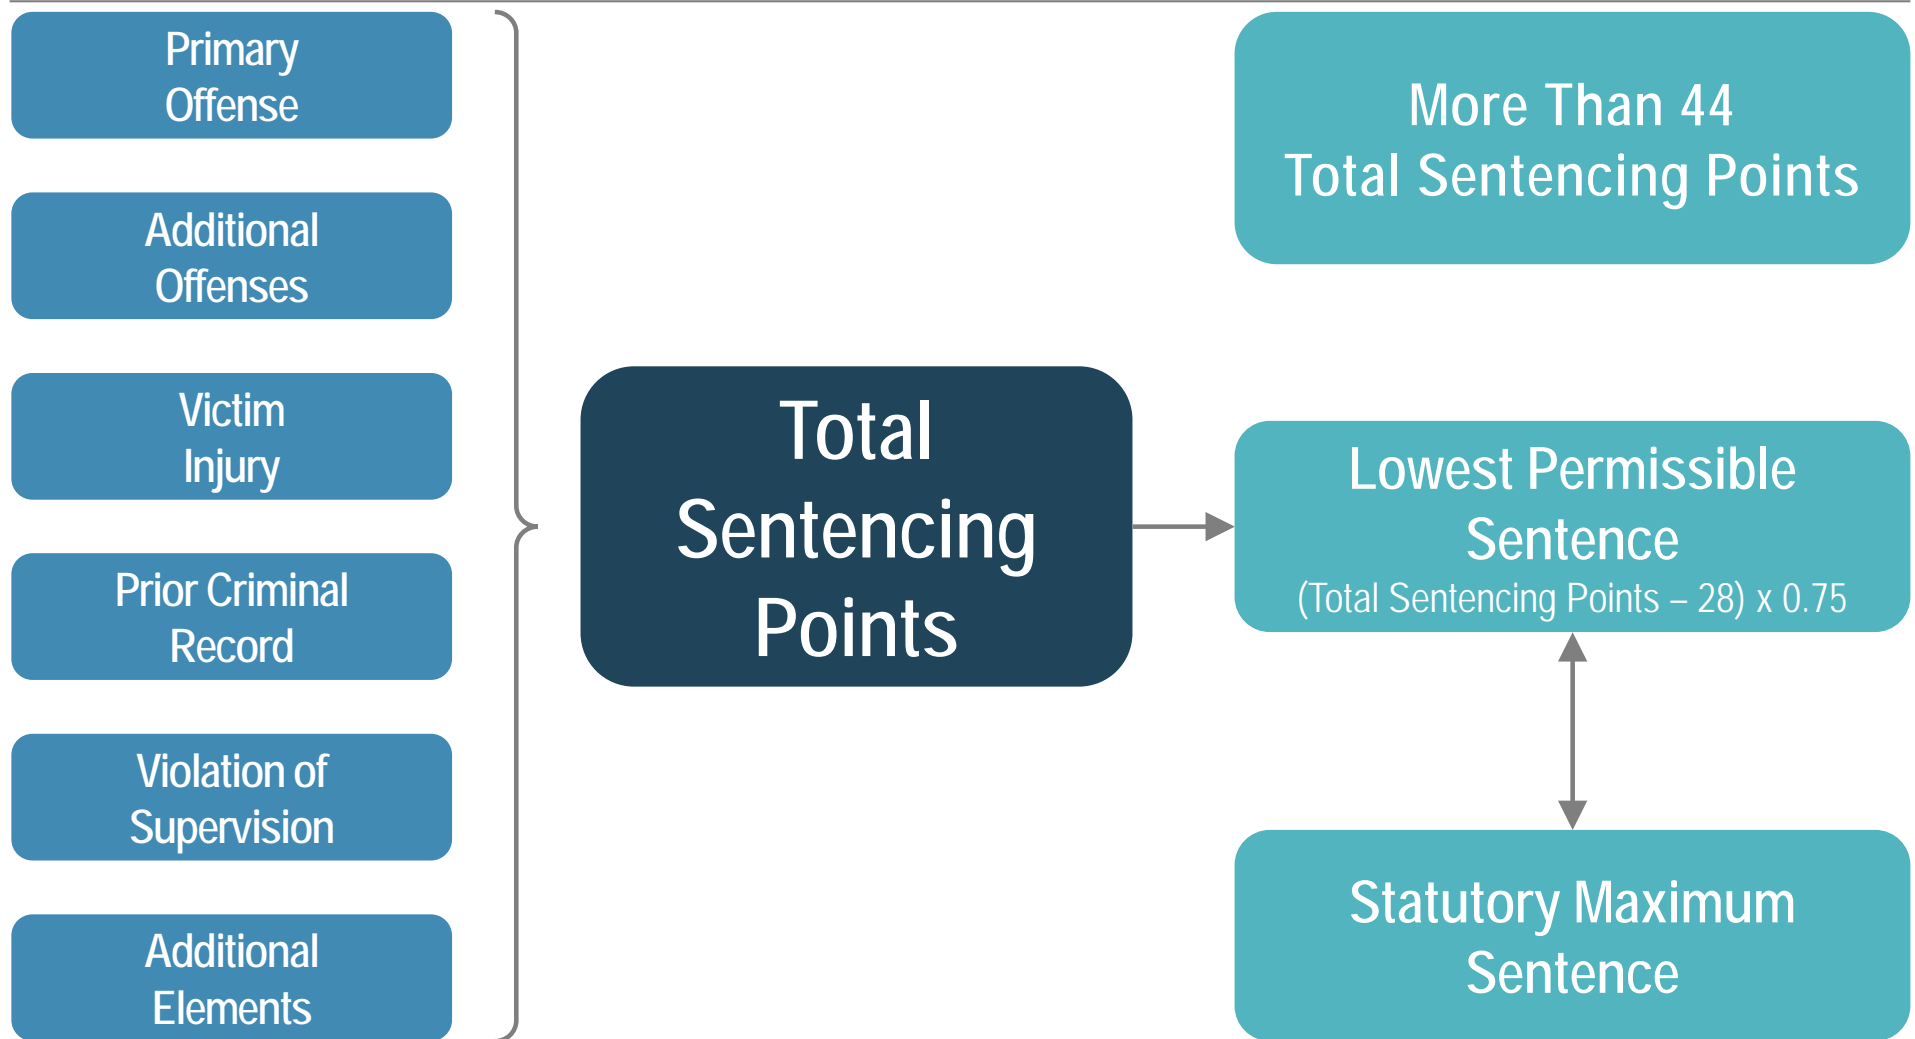 Primary
Offense
Additional
Offenses
Victim
Injury
Prior Criminal
Record
Violation of
Supervision
Additional
Elements
Total
Sentencing
Points
More Than 44
Total Sentencing Points
Lowest Permissible
Sentence
(Total Sentencing Points – 28) x 0.75
Statutory Maximum
Sentence